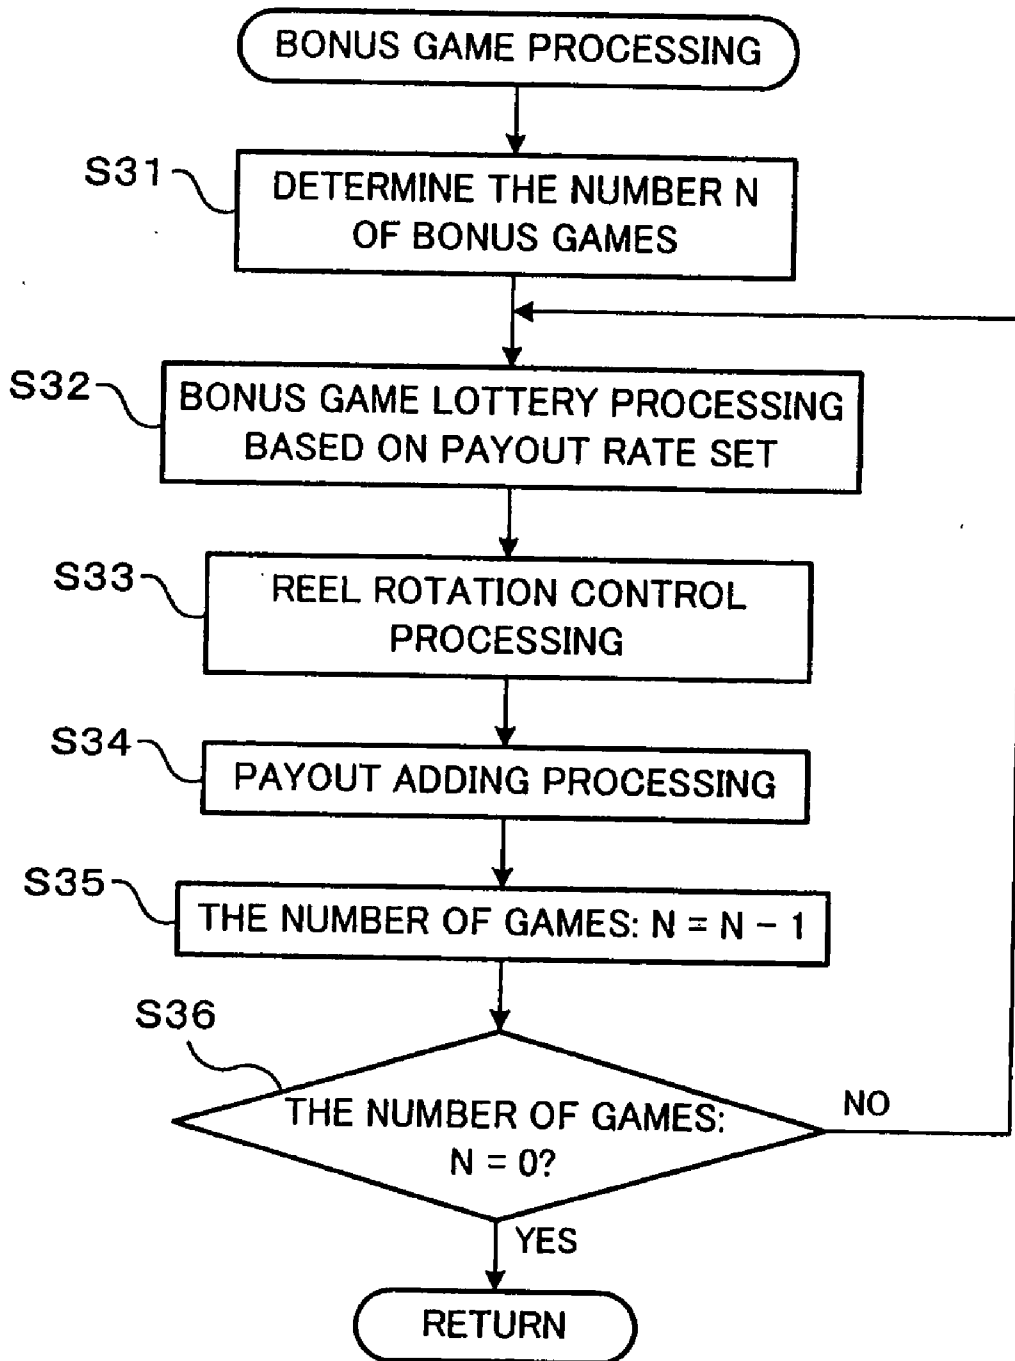 BONUS GAME PROCESSING
S31
DETERMINE THE NUMBER N
OF BONUS GAMES
S32
BONUS GAME LOTTERY PROCESSING
BASED ON PAYOUT RATE SET
S33
REEL ROTATION CONTROL
PROCESSING
S34
PAYOUT ADDING PROCESSING
S35
THE NUMBER OF GAMES: N = N − 1
S36
THE NUMBER OF GAMES:
N = 0?
NO
YES
RETURN